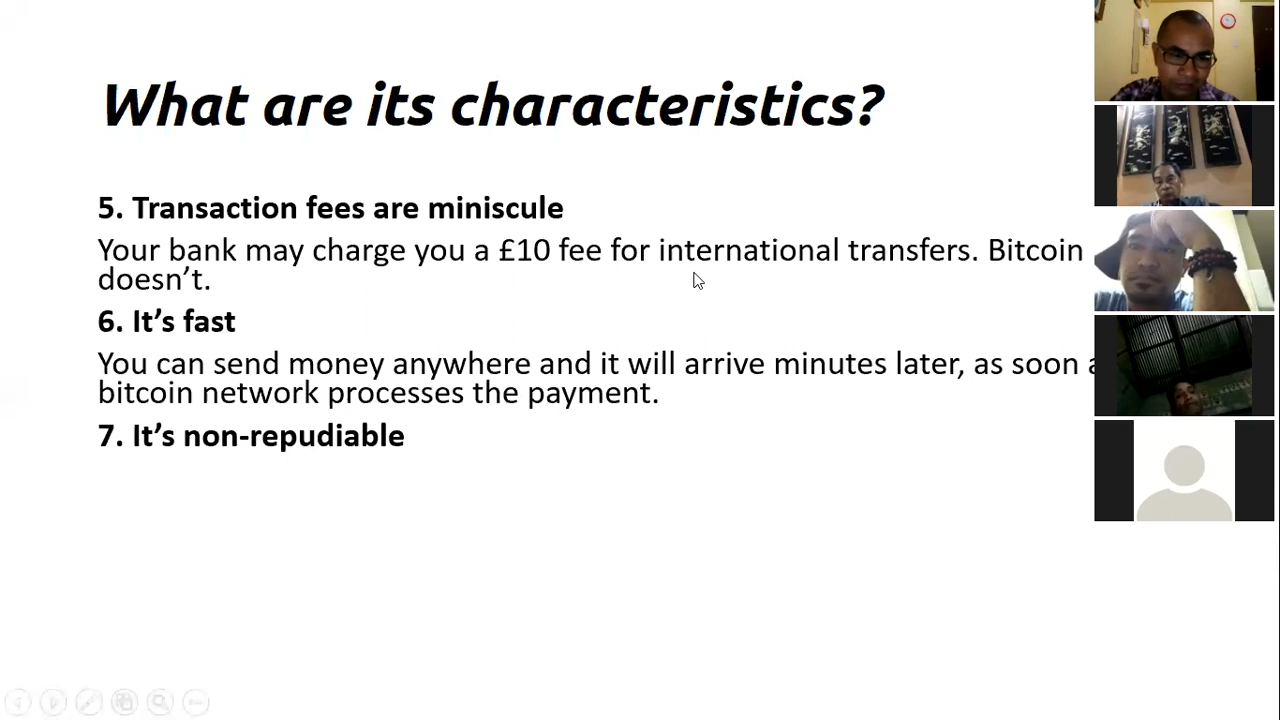 What are its characteristics?
5. Transaction fees are miniscule
Your bank may charge you a £10 fee for international transfers. Bitcoin
doesn’t.
6. It’s fast
You can send money anywhere and it will arrive minutes later, as soon
bitcoin network processes the payment.
7. It’s non-repudiable